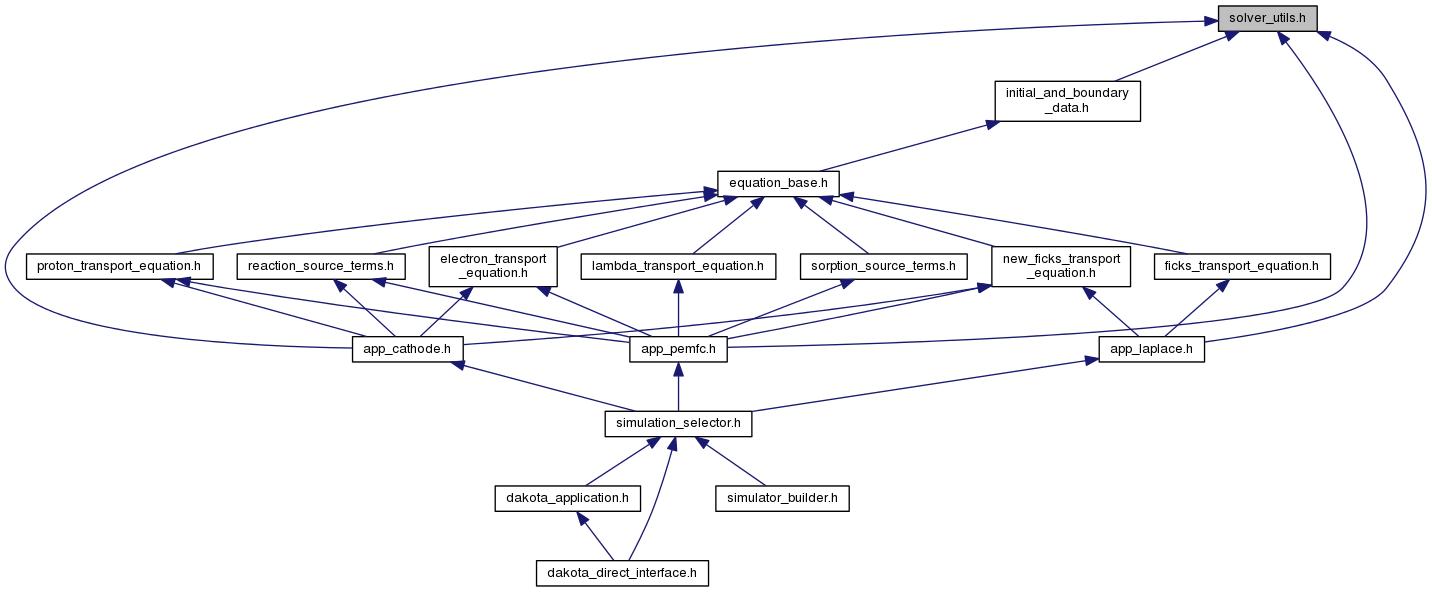 solver_utils.h
initial_and_boundary
_data.h
equation_base.h
proton_transport_equation.h
reaction_source_terms.h
electron_transport
_equation.h
lambda_transport_equation.h
sorption_source_terms.h
new_ficks_transport
_equation.h
ficks_transport_equation.h
app_cathode.h
app_pemfc.h
app_laplace.h
simulation_selector.h
dakota_application.h
simulator_builder.h
dakota_direct_interface.h